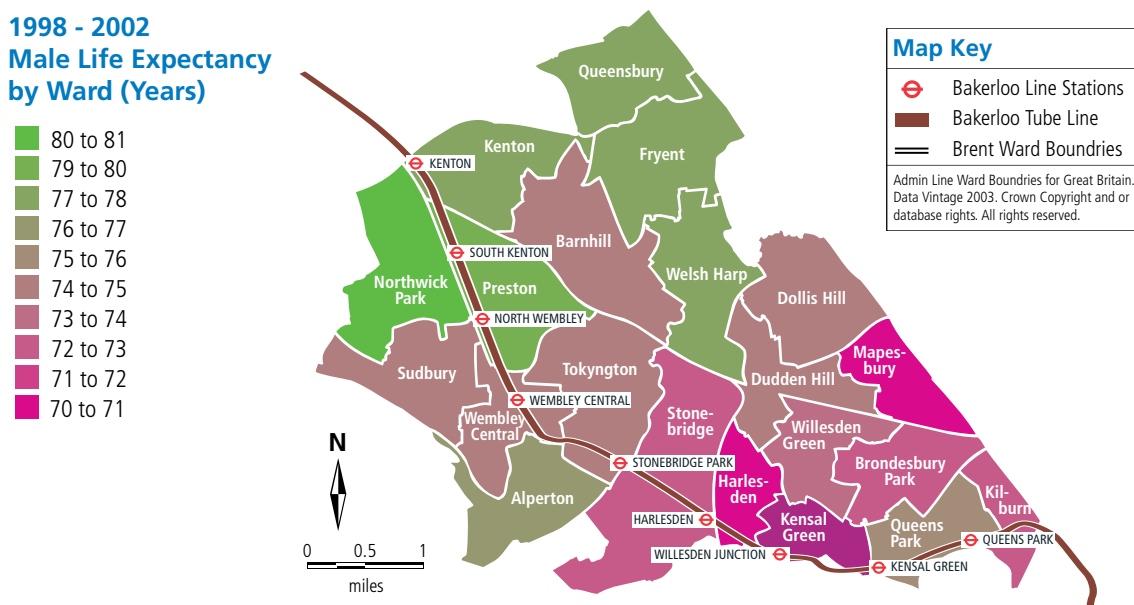 1998 - 2002
Male Life Expectancy
by Ward (Years)
80 to 81
79 to 80
77 to 78
76 to 77
75 to 76
74 to 75
73 to 74
72 to 73
71 to 72
70 to 71
Map Key
Bakerloo Line Stations
Bakerloo Tube Line
Brent Ward Boundries
Admin Line Ward Boundries for Great Britain.
Data Vintage 2003. Crown Copyright and or
database rights. All rights reserved.
Queensbury
Kenton
Fryent
KENTON
Barnhill
SOUTH KENTON
Welsh Harp
Northwick
Park
Preston
Dollis Hill
NORTH WEMBLEY
Mapes-
bury
Sudbury
Tokyngton
Dudden Hill
WEMBLEY CENTRAL
Wembley
Central
Stone-
bridge
Willesden
Green
STONEBRIDGE PARK
Brondesbury
Park
Alperton
Harles-
den
Kil-
burn
HARLESDEN
Kensal
Green
Queens
Park
QUEENS PARK
WILLESDEN JUNCTION
KENSAL GREEN
N
0 0.5 1
miles